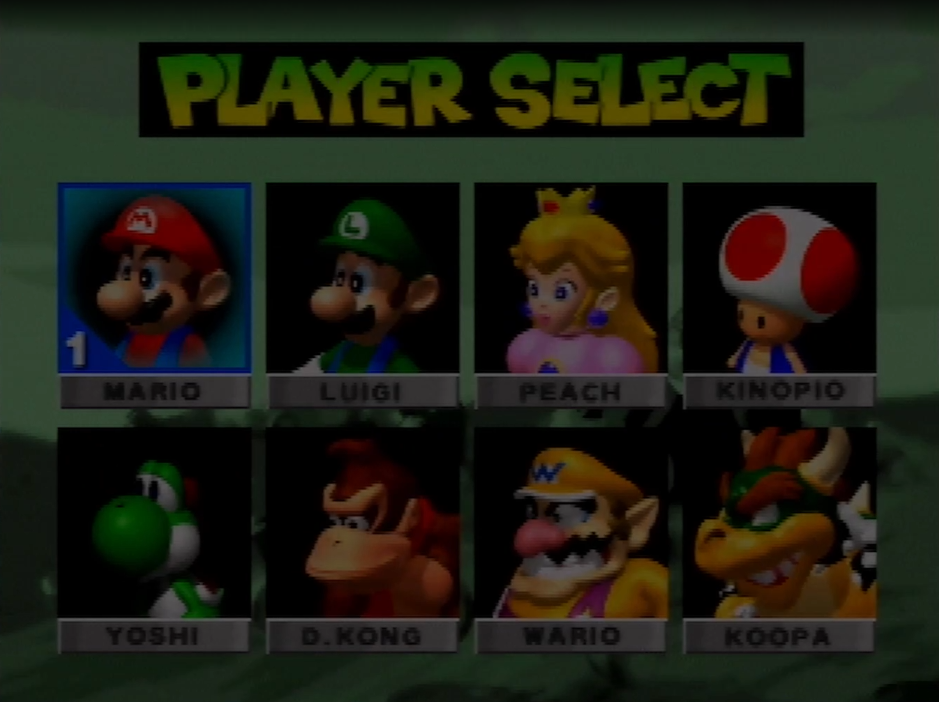 PLAYER SELECT
M
L
1
MARIO LUIGI PEACH KINOPIO
W
YOSHI D.KONG WARIO KOOPA